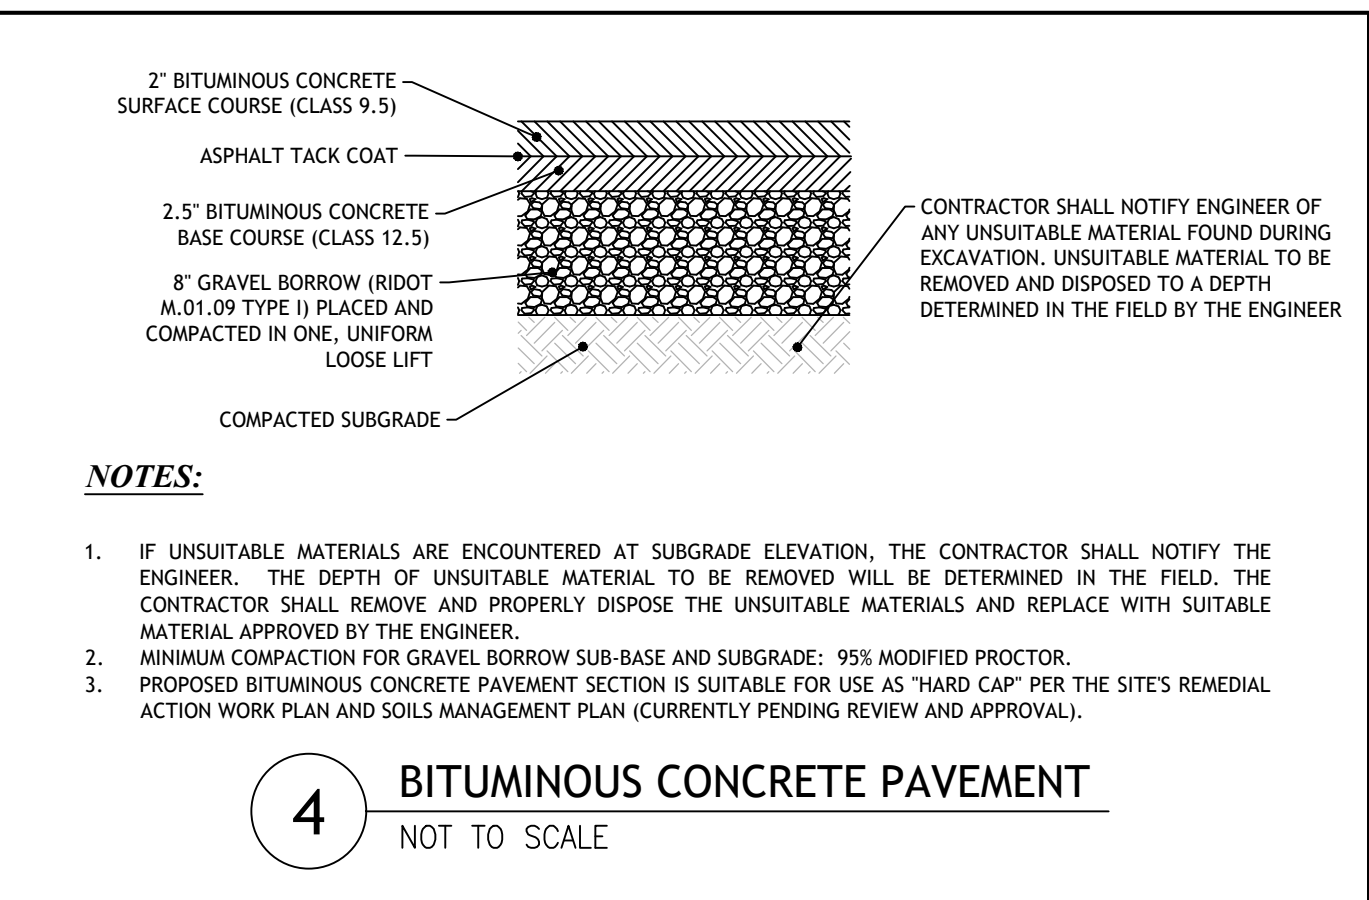 2" BITUMINOUS CONCRETE
SURFACE COURSE (CLASS 9.5)
ASPHALT TACK COAT
2.5" BITUMINOUS CONCRETE
BASE COURSE (CLASS 12.5)
8" GRAVEL BORROW (RIDOT
M.01.09 TYPE I) PLACED AND
COMPACTED IN ONE, UNIFORM
LOOSE LIFT
COMPACTED SUBGRADE
CONTRACTOR SHALL NOTIFY ENGINEER OF
ANY UNSUITABLE MATERIAL FOUND DURING
EXCAVATION. UNSUITABLE MATERIAL TO BE
REMOVED AND DISPOSED TO A DEPTH
DETERMINED IN THE FIELD BY THE ENGINEER
NOTES:
1. IF UNSUITABLE MATERIALS ARE ENCOUNTERED AT SUBGRADE ELEVATION, THE CONTRACTOR SHALL NOTIFY THE
ENGINEER. THE DEPTH OF UNSUITABLE MATERIAL TO BE REMOVED WILL BE DETERMINED IN THE FIELD. THE
CONTRACTOR SHALL REMOVE AND PROPERLY DISPOSE THE UNSUITABLE MATERIALS AND REPLACE WITH SUITABLE
MATERIAL APPROVED BY THE ENGINEER.
2. MINIMUM COMPACTION FOR GRAVEL BORROW SUB-BASE AND SUBGRADE: 95% MODIFIED PROCTOR.
3. PROPOSED BITUMINOUS CONCRETE PAVEMENT SECTION IS SUITABLE FOR USE AS "HARD CAP" PER THE SITE'S REMEDIAL
ACTION WORK PLAN AND SOILS MANAGEMENT PLAN (CURRENTLY PENDING REVIEW AND APPROVAL).
4
BITUMINOUS CONCRETE PAVEMENT
NOT TO SCALE